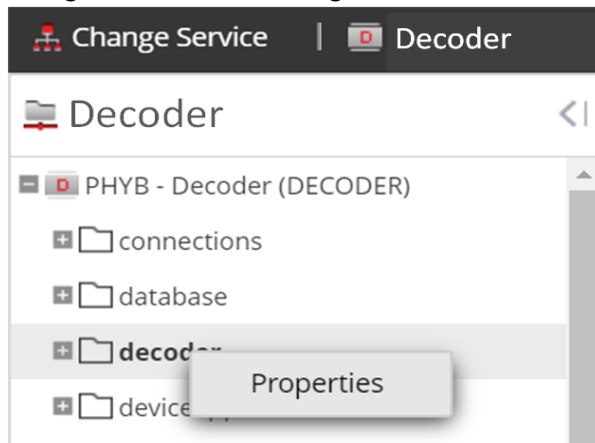 Change Service | D Decoder
Decoder
D PHYB - Decoder (DECODER)
connections
database
decoder
Properties
device